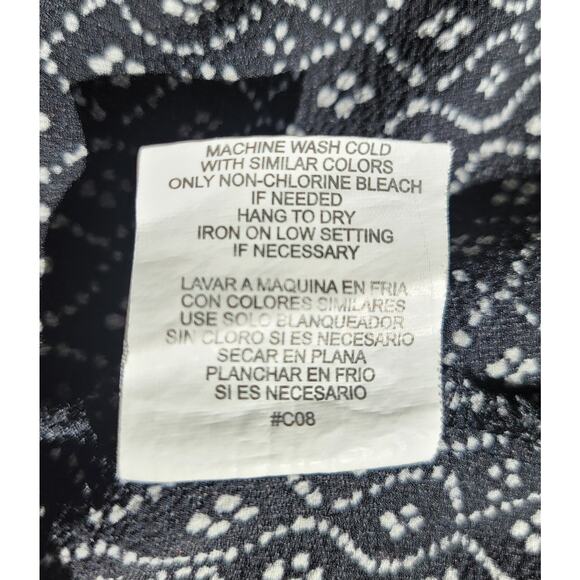 MACHINE WASH COLD
WITH SIMILAR COLORS
ONLY NON-CHLORINE BLEACH
IF NEEDED
HANG TO DRY
IRON ON LOW SETTING
IF NECESSARY
LAVAR A MAQUINA EN FRIA
CON COLORES SIMILARES
USE SOLO BLANQUEADOR
SIN CLORO SI ES NECESARIO
SECAR EN PLANA
PLANCHAR EN FRIO
SI ES NECESARIO
#C08